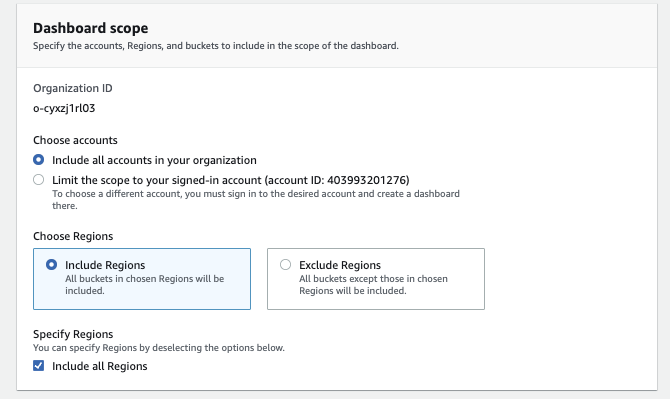 Dashboard scope
Specify the accounts, Regions, and buckets to include in the scope of the dashboard.
Organization ID
o-cyxzj1rl03
Choose accounts
Include all accounts in your organization
Limit the scope to your signed-in account (account ID: 403993201276)
To choose a different account, you must sign in to the desired account and create a dashboard
there.
Choose Regions
Include Regions
All buckets in chosen Regions will be
included.
Exclude Regions
All buckets except those in chosen
Regions will be included.
Specify Regions
You can specify Regions by deselecting the options below.
Include all Regions